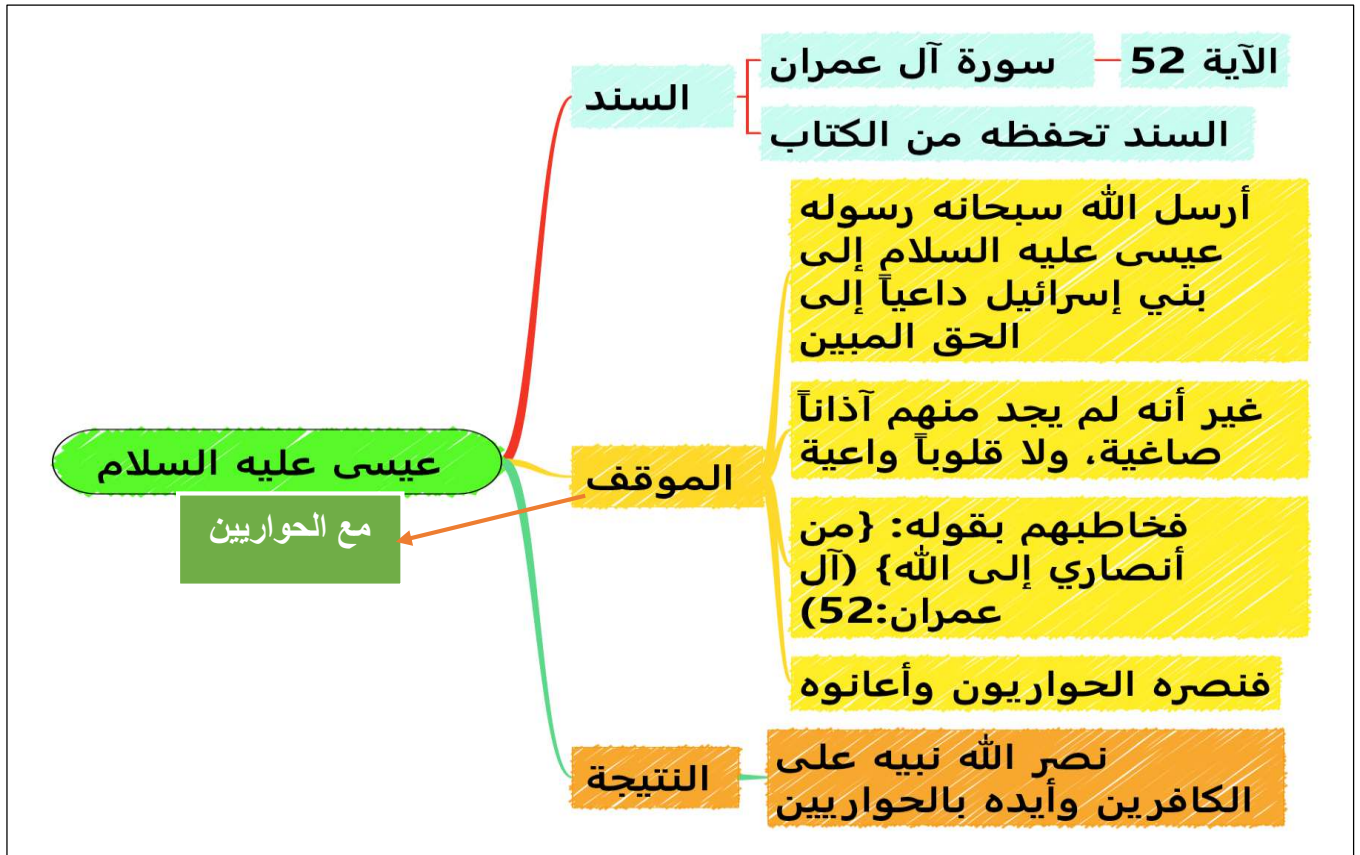 عيسى عليه السلام
مع الحواريين
السند
سورة آل عمران
الآية 52
السند تحفظه من الكتاب
الموقف
أرسل الله سبحانه رسوله
عيسى عليه السلام إلى
بني إسرائيل داعياً إلى
الحق المبين
غير أنه لم يجد منهم آذاناً
صاغية، ولا قلوباً واعية
فخاطبهم بقوله: {من
أنصاري إلى الله} (آل
عمران:52)
فنصره الحواريون وأعانوه
النتيجة
نصر الله نبيه على
الكافرين وأيده بالحواريين